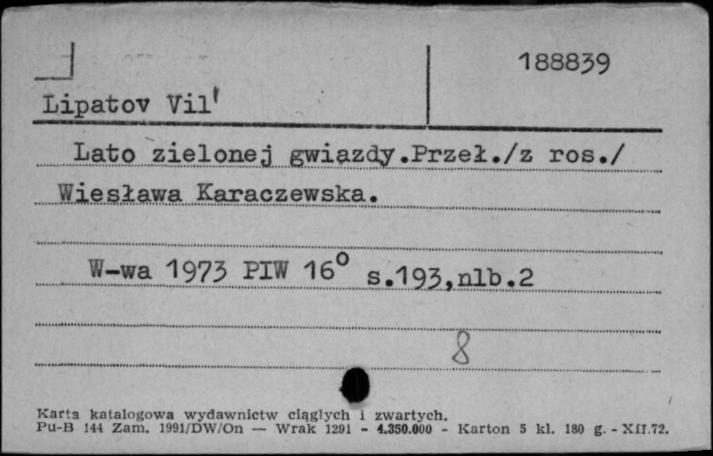 188839
Lipatov Vil'
Lato zielonej gwiazdy.Przeł./z ros./
Wiesława Karaczewska.
W-wa 1973 PIW 16° s.193,nlb.2
8
Karta katalogowa wydawnictw ciągłych i zwartych.
Pu-B 144 Zam. 1991/DW/On — Wrak 1291 - 4.350.000 - Karton 5 kl. 180 g. - XII.72.